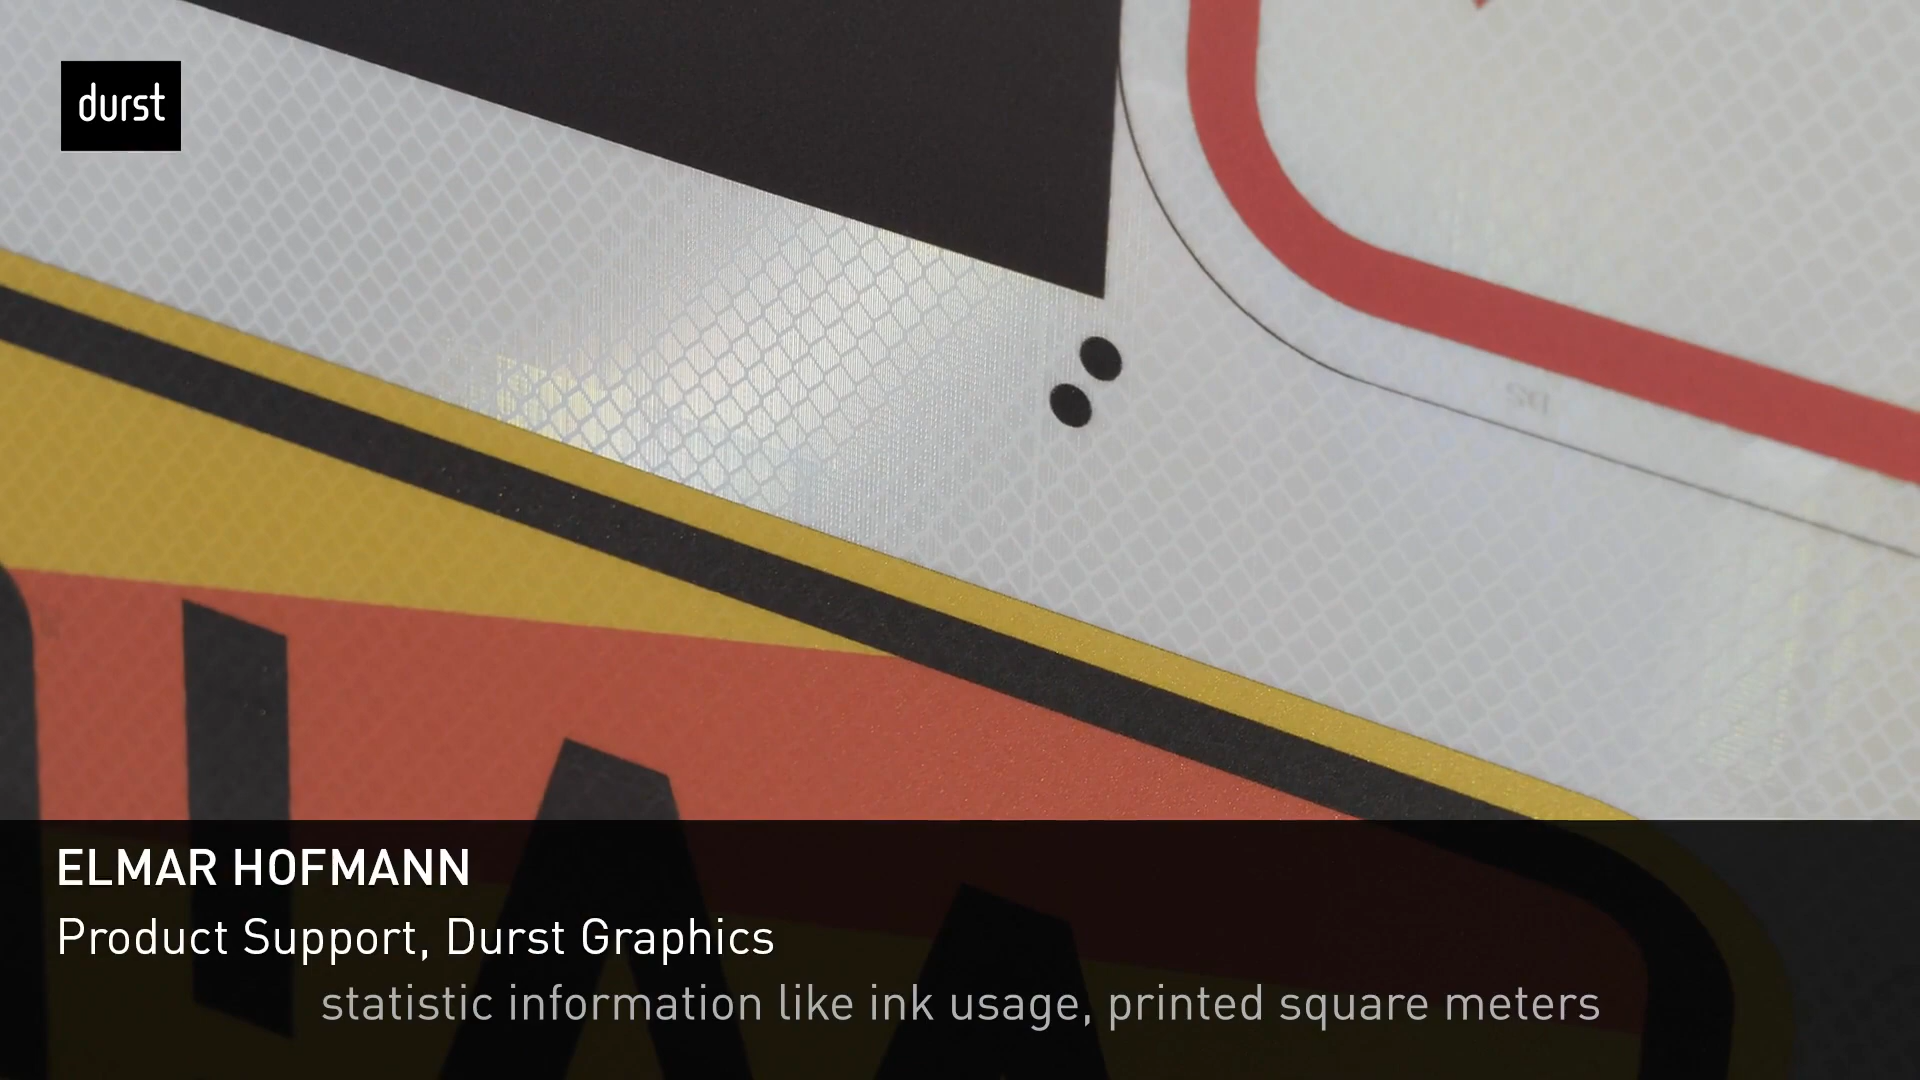 durst
ELMAR HOFMANN
Product Support, Durst Graphics
statistic information like ink usage, printed square meters